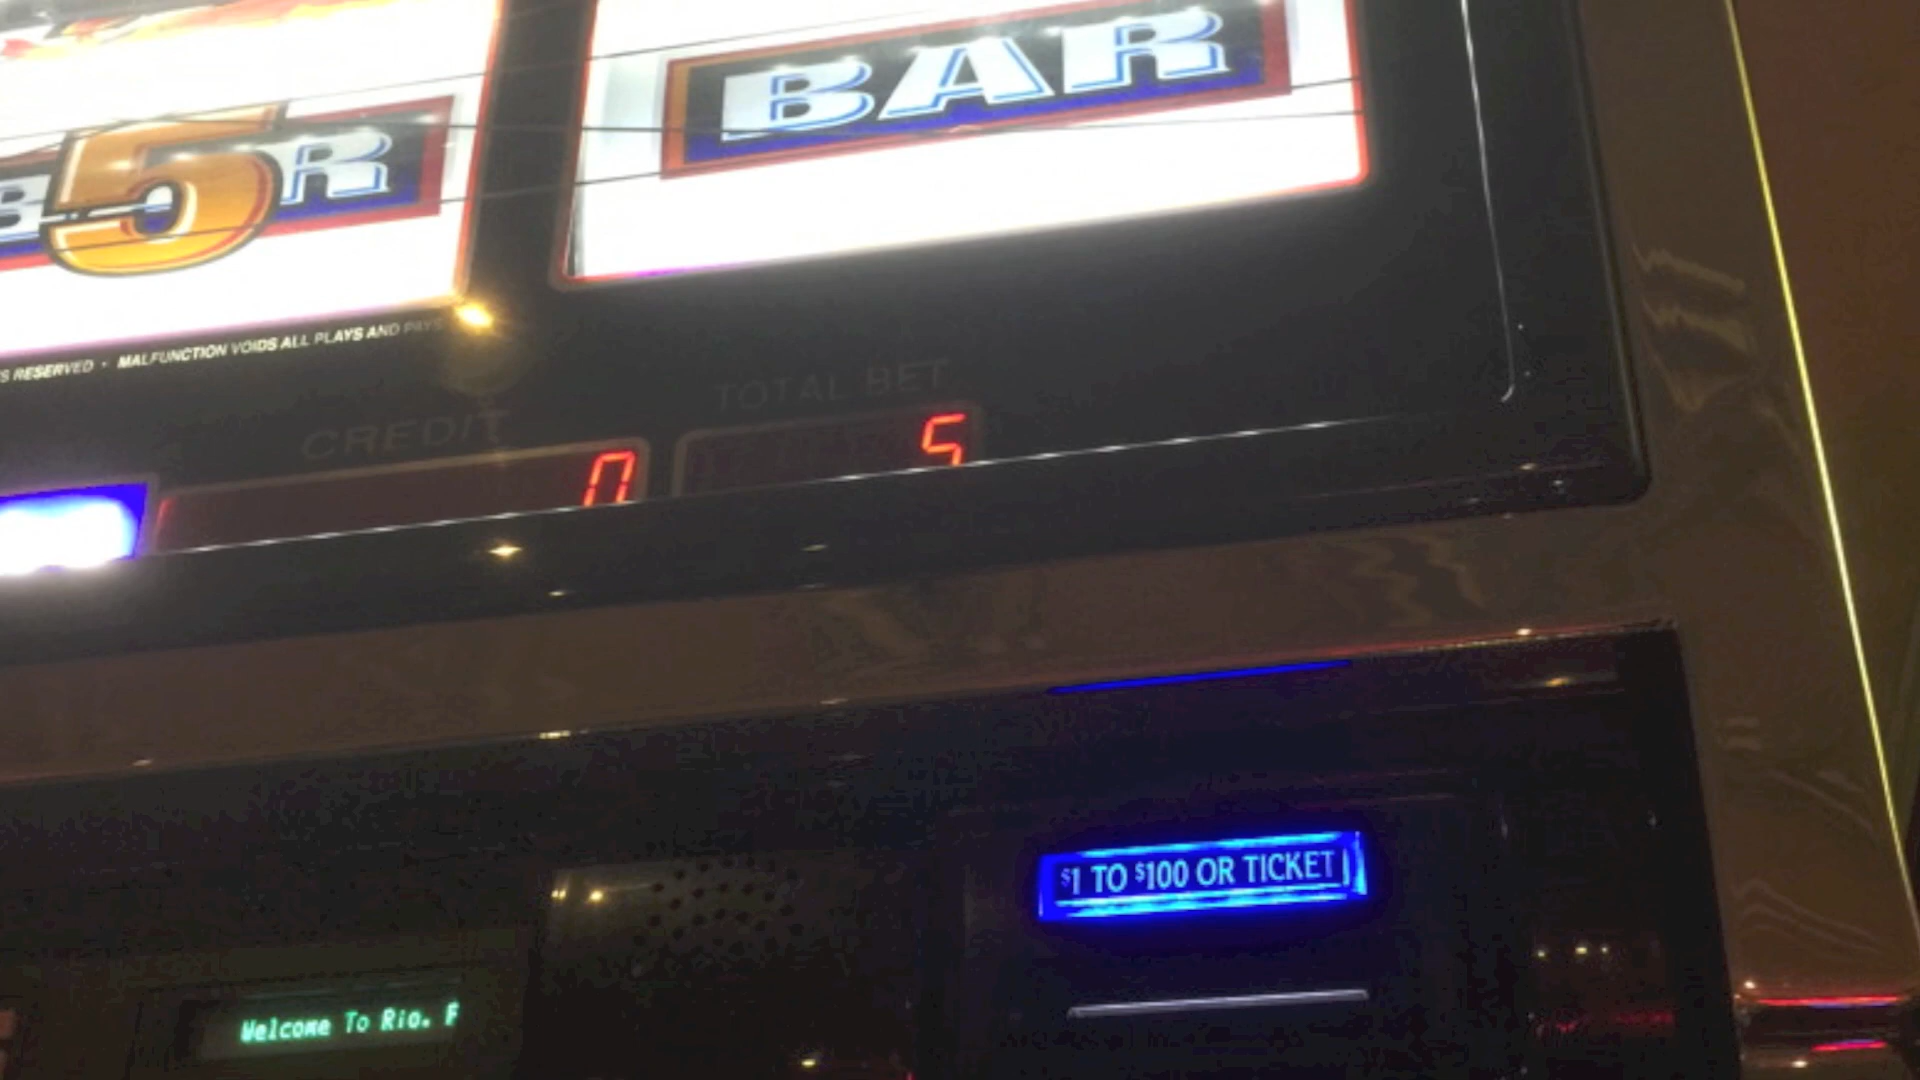 BAR
5
R
S RESERVED • MALFUNCTION VOIDS ALL PLAYS AND PAYS
CREDIT
TOTAL BET
0
5
$1 TO $100 OR TICKET
Welcome To Rio.